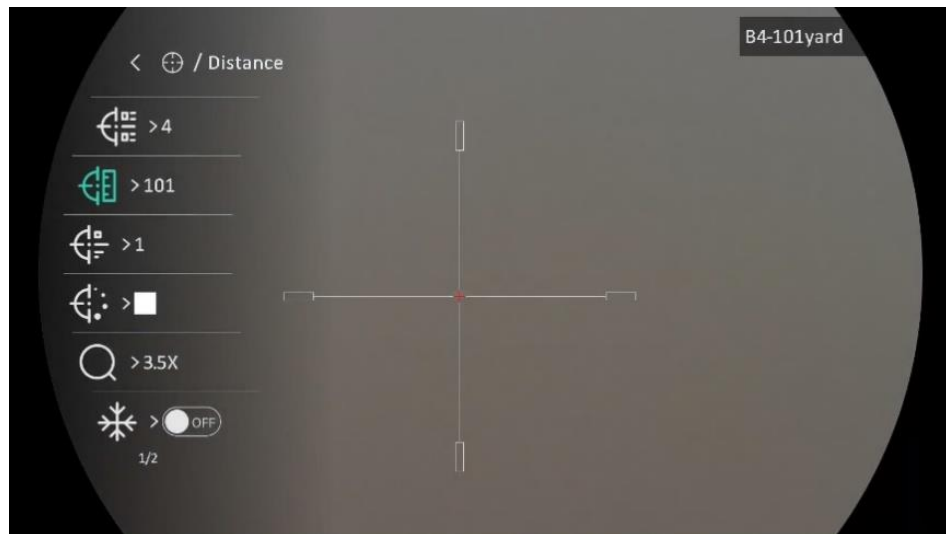 B4-101yard
< / Distance
>4
>101
>1
>
>3.5X
> OFF
1/2